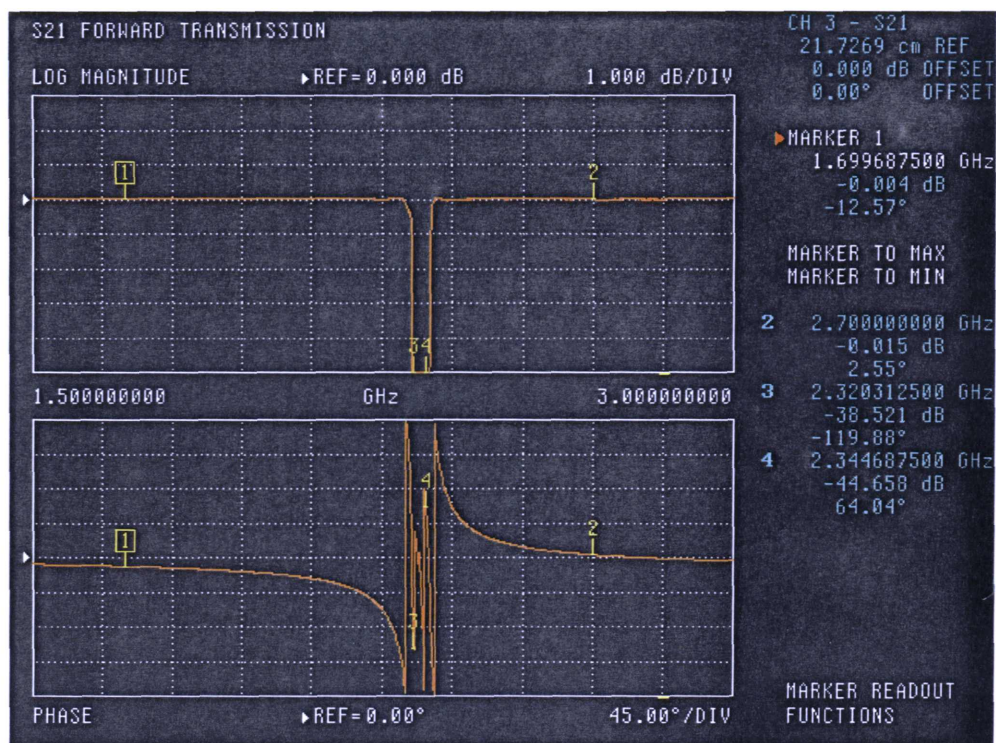 S21 FORWARD TRANSMISSION
LOG MAGNITUDE ▶REF=0.000 dB 1.000 dB/DIV
1
2
34
1.500000000 GHz 3.000000000
1
2
3
4
PHASE ▶REF=0.00° 45.00°/DIV
CH 3 - S21
21.7269 cm REF
0.000 dB OFFSET
0.00° OFFSET
▶MARKER 1
1.699687500 GHz
-0.004 dB
-12.57°
MARKER TO MAX
MARKER TO MIN
2 2.700000000 GHz
-0.015 dB
2.55°
3 2.320312500 GHz
-38.521 dB
-119.88°
4 2.344687500 GHz
-44.658 dB
64.04°
MARKER READOUT
FUNCTIONS